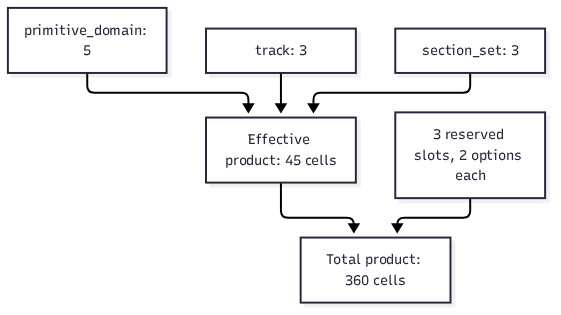 primitive_domain:
5
track: 3
section_set: 3
Effective
product: 45 cells
3 reserved
slots, 2 options
each
Total product:
360 cells